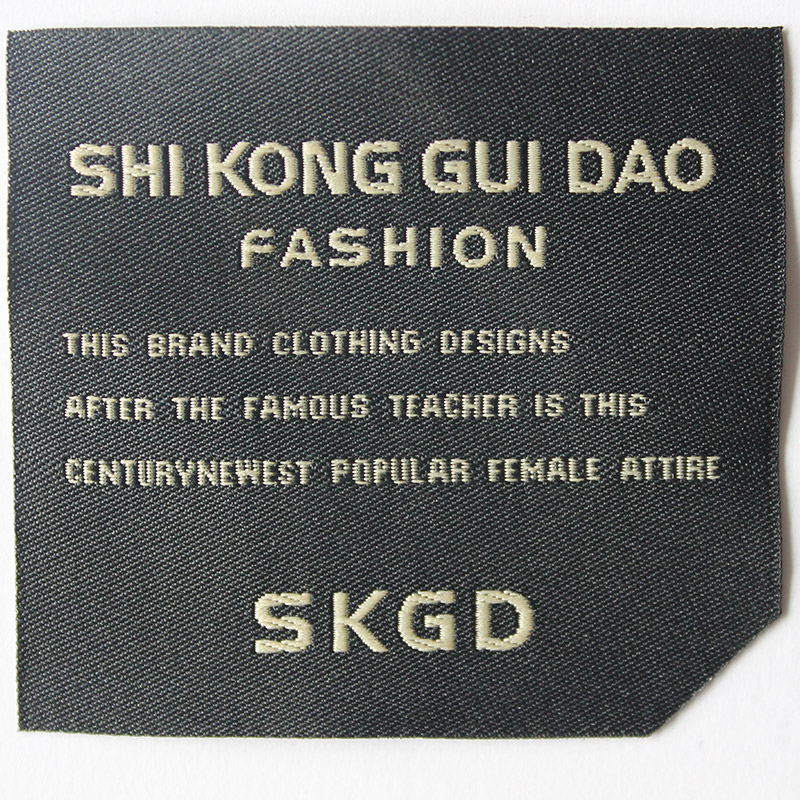 SHI KONG GUI DAO
FASHION
THIS BRAND CLOTHING DESIGNS
AFTER THE FAMOUS TEACHER IS THIS
CENTURYNEWEST POPULAR FEMALE ATTIRE
SKGD